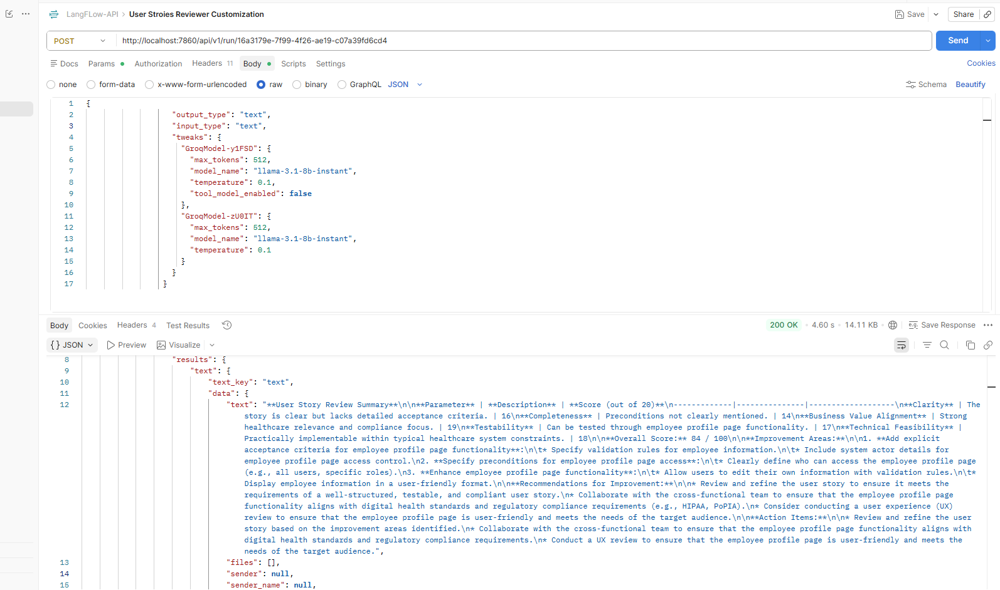 LangFLow-API > User Stroies Reviewer Customization
Save
Share
POST
http://localhost:7860/api/v1/run/16a3179e-7f99-4f26-ae19-c07a39fd6cd4
Send
Docs Params Authorization Headers 11 Body Scripts Settings
Cookies
none form-data x-www-form-urlencoded raw binary GraphQL JSON
Schema Beautify
1 {
2 "output_type": "text",
3 "input_type": "text",
4 "tweaks": {
5 "GroqModel-y1FSD": {
6 "max_tokens": 512,
7 "model_name": "llama-3.1-8b-instant",
8 "temperature": 0.1,
9 "tool_model_enabled": false
10 },
11 "GroqModel-zU0IT": {
12 "max_tokens": 512,
13 "model_name": "llama-3.1-8b-instant",
14 "temperature": 0.1
15 }
16 }
17 }
Body Cookies Headers 4 Test Results
200 OK 4.60 s 14.11 KB e.g. Save Response
{} JSON Preview Visualize
8 "results": {
9 "text": {
10 "text_key": "text",
11 "data": {
12 "text": "**User Story Review Summary**\n\n**Parameter** | **Description** | **Score (out of 20)**\n-------------|---------------|-------------------\n**Clarity** | The
story is clear but lacks detailed acceptance criteria. | 16\n**Completeness** | Preconditions not clearly mentioned. | 14\n**Business Value Alignment** | Strong
healthcare relevance and compliance focus. | 19\n**Testability** | Can be tested through employee profile page functionality. | 17\n**Technical Feasibility** |
Practically implementable within typical healthcare system constraints. | 18\n\n**Overall Score:** 84 / 100\n\n**Improvement Areas:**\n\n1. **Add explicit
acceptance criteria for employee profile page functionality**:\n\t* Specify validation rules for employee information.\n\t* Include system actor details for
employee profile page access control.\n2. **Specify preconditions for employee profile page access**:\n\t* Clearly define who can access the employee profile page
(e.g., all users, specific roles).\n3. **Enhance employee profile page functionality**:\n\t* Allow users to edit their own information with validation rules.\n\t*
Display employee information in a user-friendly format.\n\n**Recommendations for Improvement:**\n\n* Review and refine the user story to ensure it meets the
requirements of a well-structured, testable, and compliant user story.\n* Collaborate with the cross-functional team to ensure that the employee profile page
functionality aligns with digital health standards and regulatory compliance requirements (e.g., HIPAA, PoPIA).\n* Consider conducting a user experience (UX)
review to ensure that the employee profile page is user-friendly and meets the needs of the target audience.\n\n**Action Items:**\n\n* Review and refine the user
story based on the improvement areas identified.\n* Collaborate with the cross-functional team to ensure that the employee profile page functionality aligns with
digital health standards and regulatory compliance requirements.\n* Conduct a UX review to ensure that the employee profile page is user-friendly and meets the
needs of the target audience.",
13 "files": [],
14 "sender": null,
15 "sender_name": null,